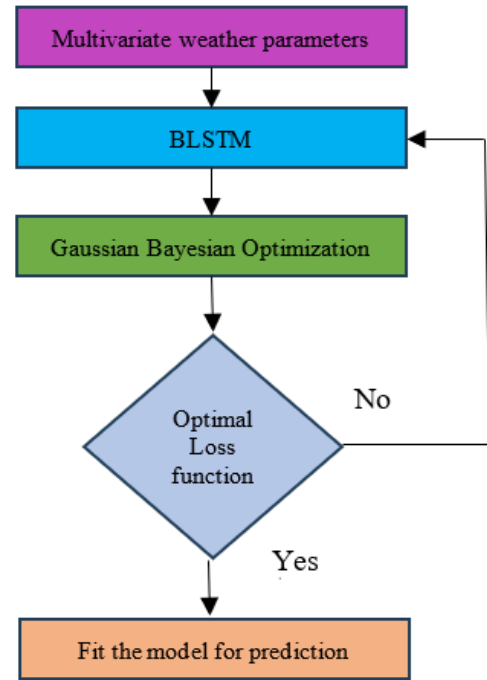 Multivariate weather parameters
BLSTM
Gaussian Bayesian Optimization
Optimal
Loss
function
No
Yes
Fit the model for prediction